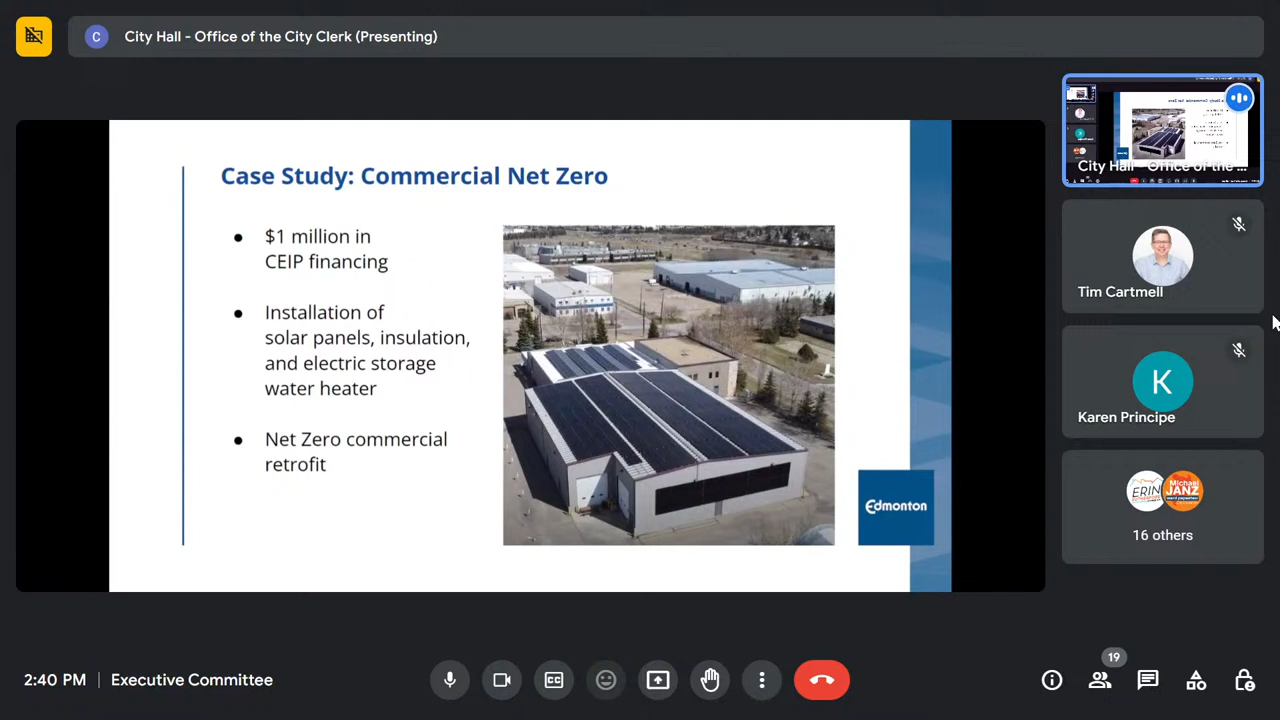 C
City Hall - Office of the City Clerk (Presenting)
Case Study: Commercial Net Zero
● $1 million in
CEIP financing
● Installation of
solar panels, insulation,
and electric storage
water heater
● Net Zero commercial
retrofit
Edmonton
City Hall - Office of the ...
Tim Cartmell
K
Karen Principe
ERIN
Michael
JANZ
16 others
2:40 PM | Executive Committee
CC
19